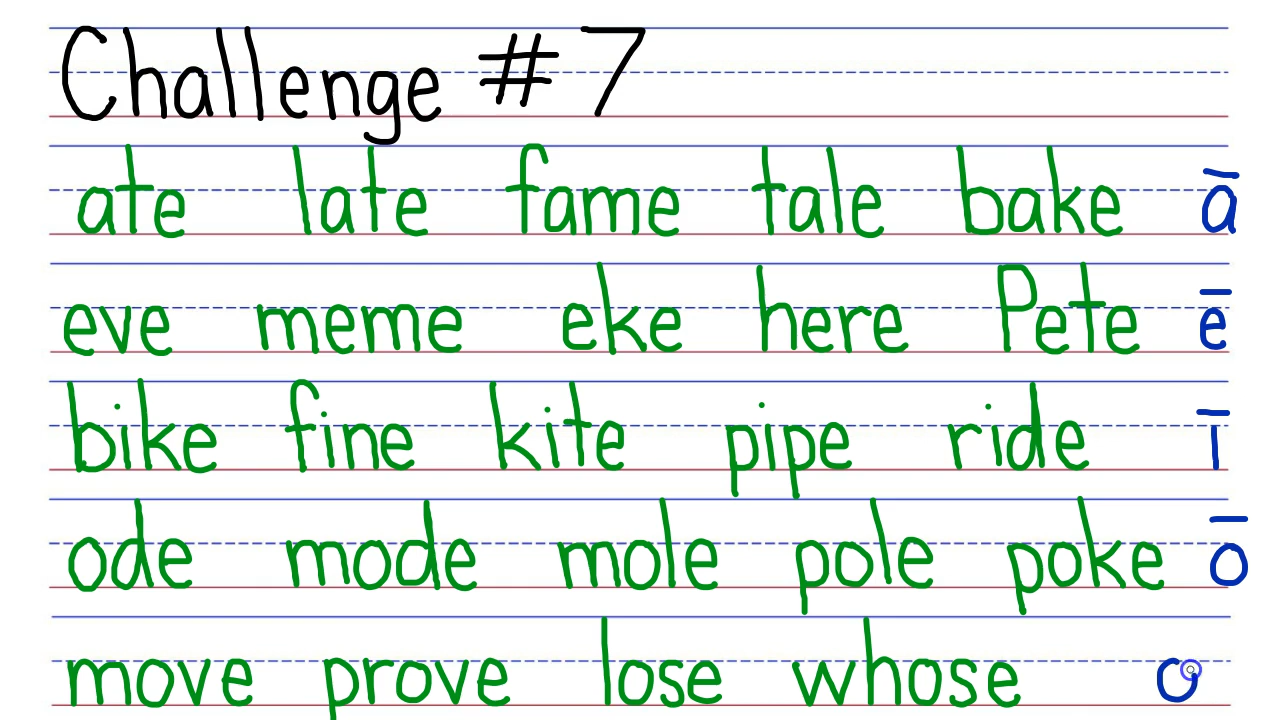 Challenge #7
ate late fame tale bake ā
eve meme eke here Pete ē
bike fine kite pipe ride ī
ode mode mole pole poke ō
move prove lose whose o